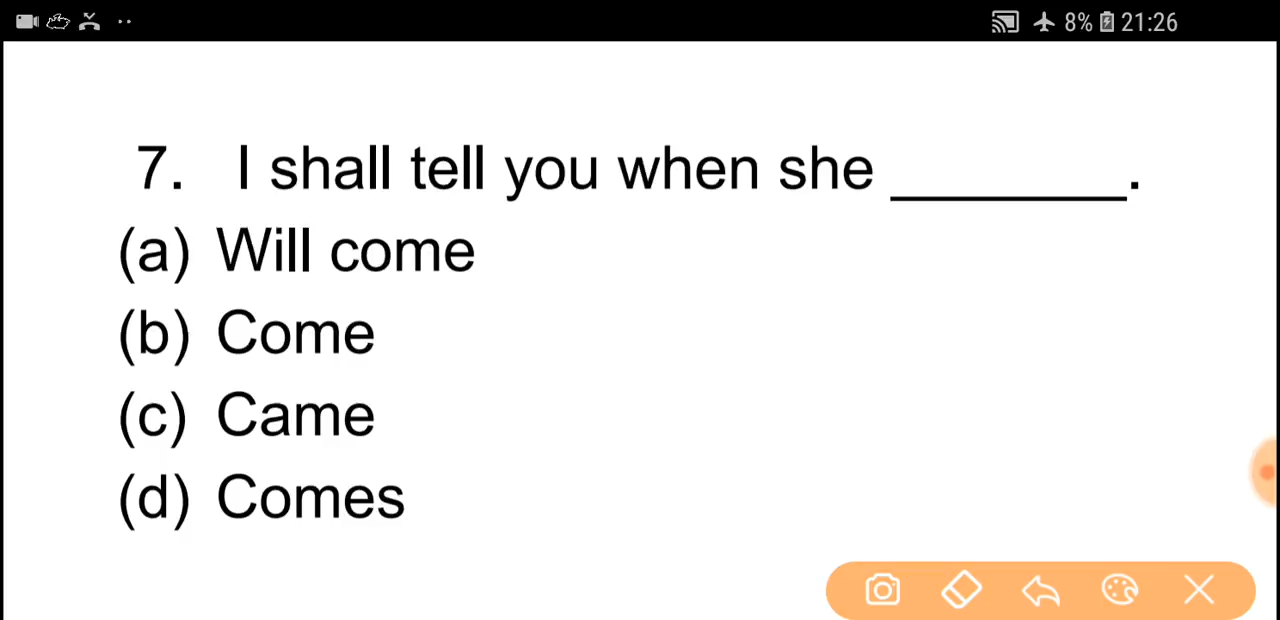 8% 21:26
7. I shall tell you when she ________.
(a) Will come
(b) Come
(c) Came
(d) Comes